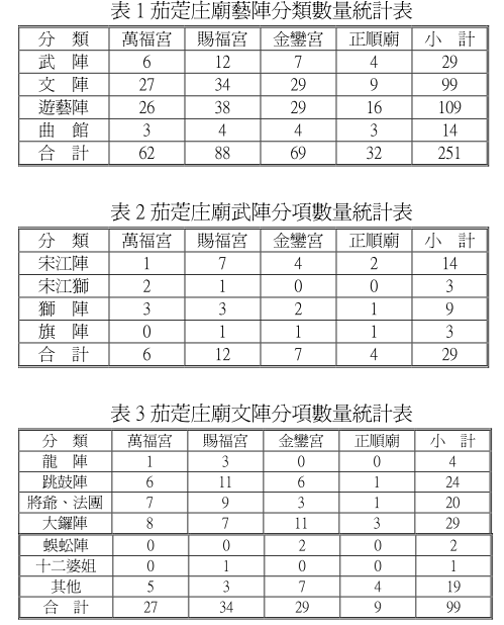 表 1 茄萣庄廟藝陣分類數量統計表
分 類 萬福宮 賜福宮 金鑾宮 正順廟 小 計
武 陣 6 12 7 4 29
文 陣 27 34 29 9 99
遊藝陣 26 38 29 16 109
曲 館 3 4 4 3 14
合 計 62 88 69 32 251
表 2 茄萣庄廟武陣分項數量統計表
分 類 萬福宮 賜福宮 金鑾宮 正順廟 小 計
宋江陣 1 7 4 2 14
宋江獅 2 1 0 0 3
獅 陣 3 3 2 1 9
旗 陣 0 1 1 1 3
合 計 6 12 7 4 29
表 3 茄萣庄廟文陣分項數量統計表
分 類 萬福宮 賜福宮 金鑾宮 正順廟 小 計
龍 陣 1 3 0 0 4
跳鼓陣 6 11 6 1 24
將爺、法團 7 9 3 1 20
大鑼陣 8 7 11 3 29
蜈蚣陣 0 0 2 0 2
十二婆姐 0 1 0 0 1
其他 5 3 7 4 19
合 計 27 34 29 9 99